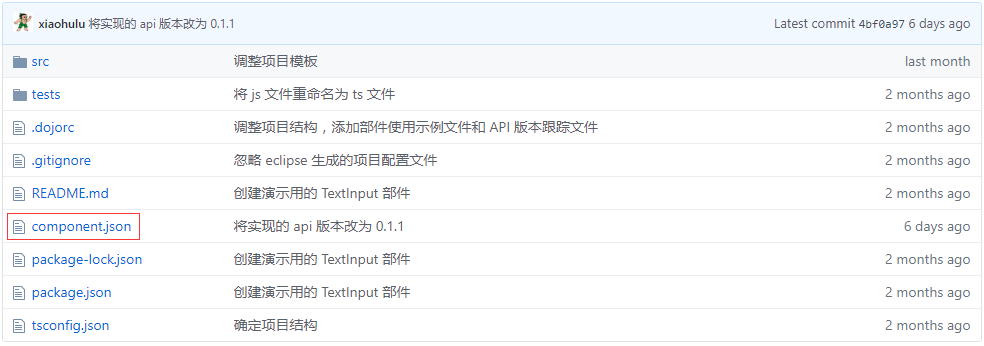 xiaohulu 将实现的 api 版本改为 0.1.1 Latest commit 4bf0a97 6 days ago
src 调整项目模板 last month
tests 将 js 文件重命名为 ts 文件 2 months ago
.dojorc 调整项目结构，添加部件使用示例文件和 API 版本跟踪文件 2 months ago
.gitignore 忽略 eclipse 生成的项目配置文件 2 months ago
README.md 创建演示用的 TextInput 部件 2 months ago
component.json 将实现的 api 版本改为 0.1.1 6 days ago
package-lock.json 创建演示用的 TextInput 部件 2 months ago
package.json 创建演示用的 TextInput 部件 2 months ago
tsconfig.json 确定项目结构 2 months ago